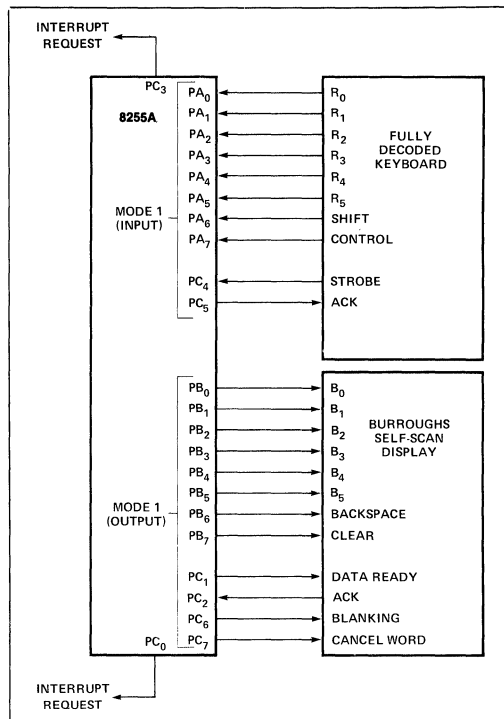 INTERRUPT
REQUEST
PC3
8255A
MODE 1
(INPUT)
PA0
PA1
PA2
PA3
PA4
PA5
PA6
PA7
PC4
PC5
R0
R1
R2
R3
R4
R5
SHIFT
CONTROL
STROBE
ACK
FULLY
DECODED
KEYBOARD
MODE 1
(OUTPUT)
PB0
PB1
PB2
PB3
PB4
PB5
PB6
PB7
PC1
PC2
PC6
PC7
B0
B1
B2
B3
B4
B5
BACKSPACE
CLEAR
DATA READY
ACK
BLANKING
CANCEL WORD
BURROUGHS
SELF-SCAN
DISPLAY
PC0
INTERRUPT
REQUEST